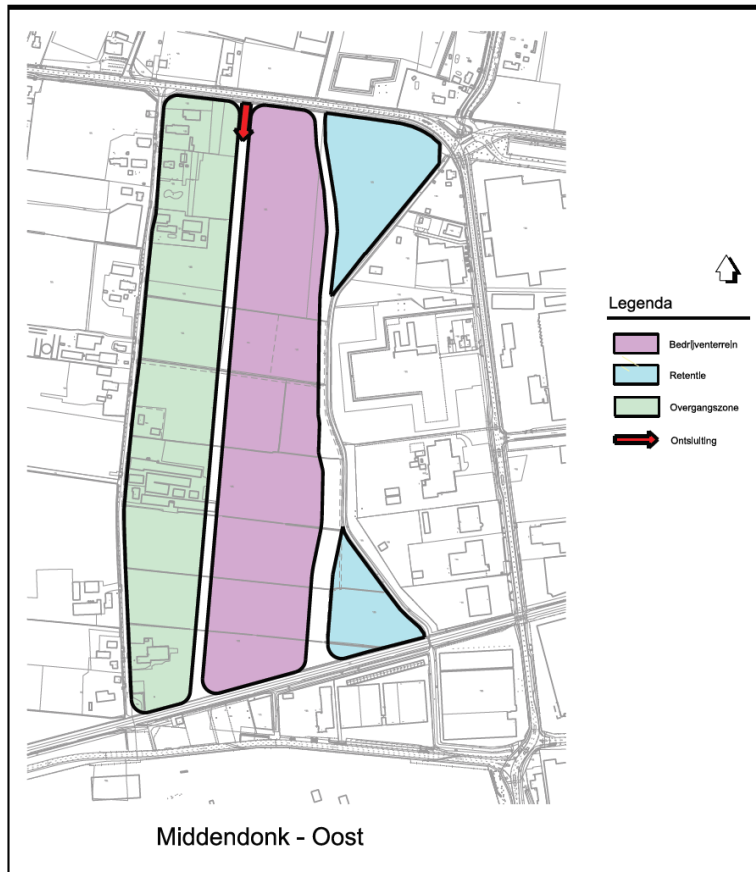 Legenda
Bedrijventerrein
Retentie
Overgangszone
Ontsluiting
Middendonk - Oost